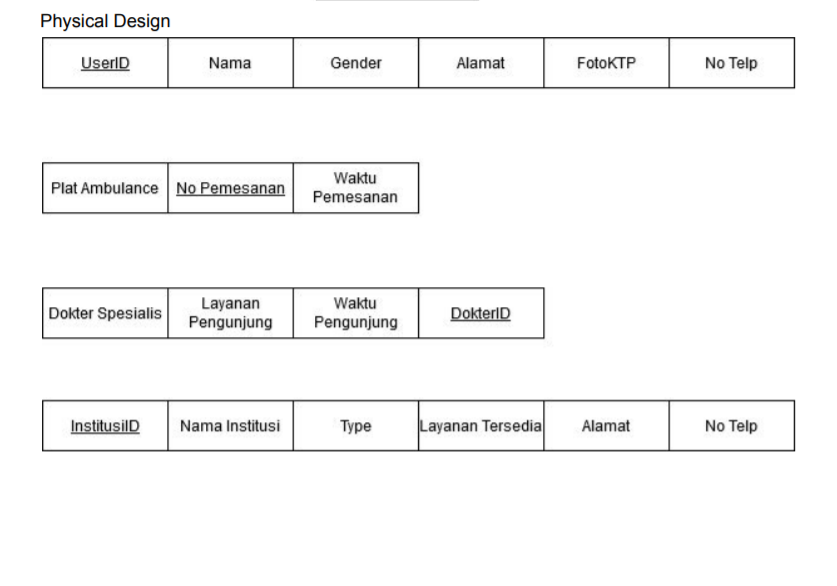 Physical Design
UserID Nama Gender Alamat FotoKTP No Telp
Plat Ambulance No Pemesanan Waktu Pemesanan
Dokter Spesialis Layanan Pengunjung Waktu Pengunjung DokterID
InstitusiID Nama Institusi Type Layanan Tersedia Alamat No Telp